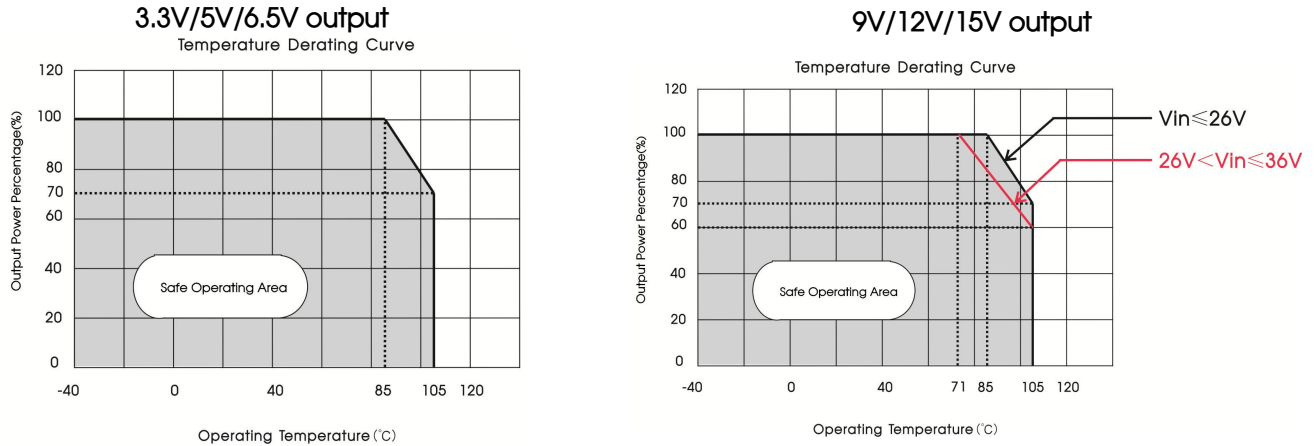 3.3V/5V/6.5V output
Temperature Derating Curve
Output Power Percentage(%)
120
100
80
70
60
40
20
0
Safe Operating Area
-40 0 40 85 105 120
Operating Temperature (°C)
9V/12V/15V output
Temperature Derating Curve
Output Power Percentage(%)
120
100
80
70
60
40
20
0
Safe Operating Area
Vin≦26V
26V<Vin≦36V
-40 0 40 71 85 105 120
Operating Temperature (°C)